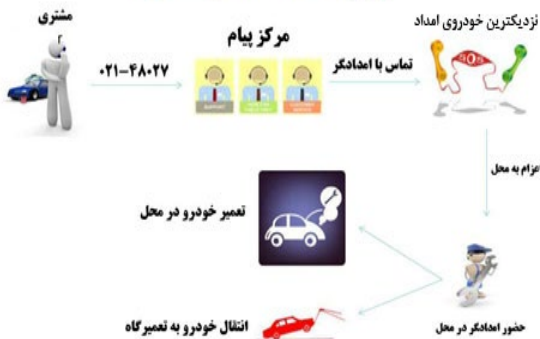 مشتری
۰۲۱-۴۸۰۲۷
مرکز پیام
تماس با امدادگر
نزدیکترین خودروی امداد
SOS
اعزام به محل
حضور امدادگر در محل
تعمیر خودرو در محل
انتقال خودرو به تعمیرگاه